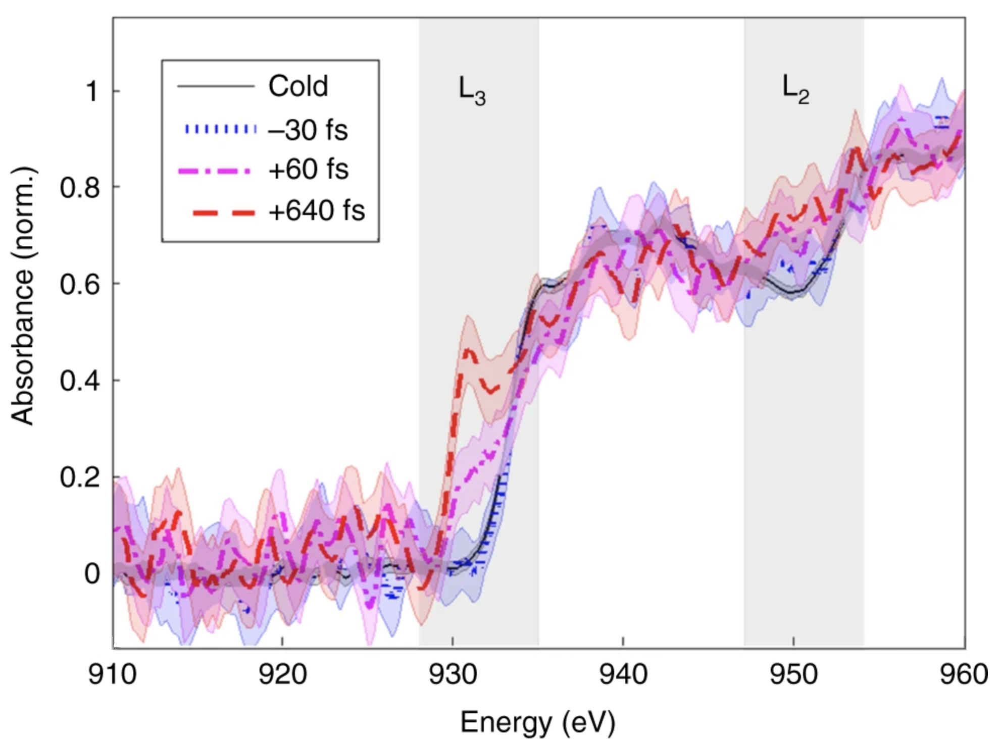 L3
L2
Cold
–30 fs
+60 fs
+640 fs
Absorbance (norm.)
1
0.8
0.6
0.4
0.2
0
910 920 930 940 950 960
Energy (eV)